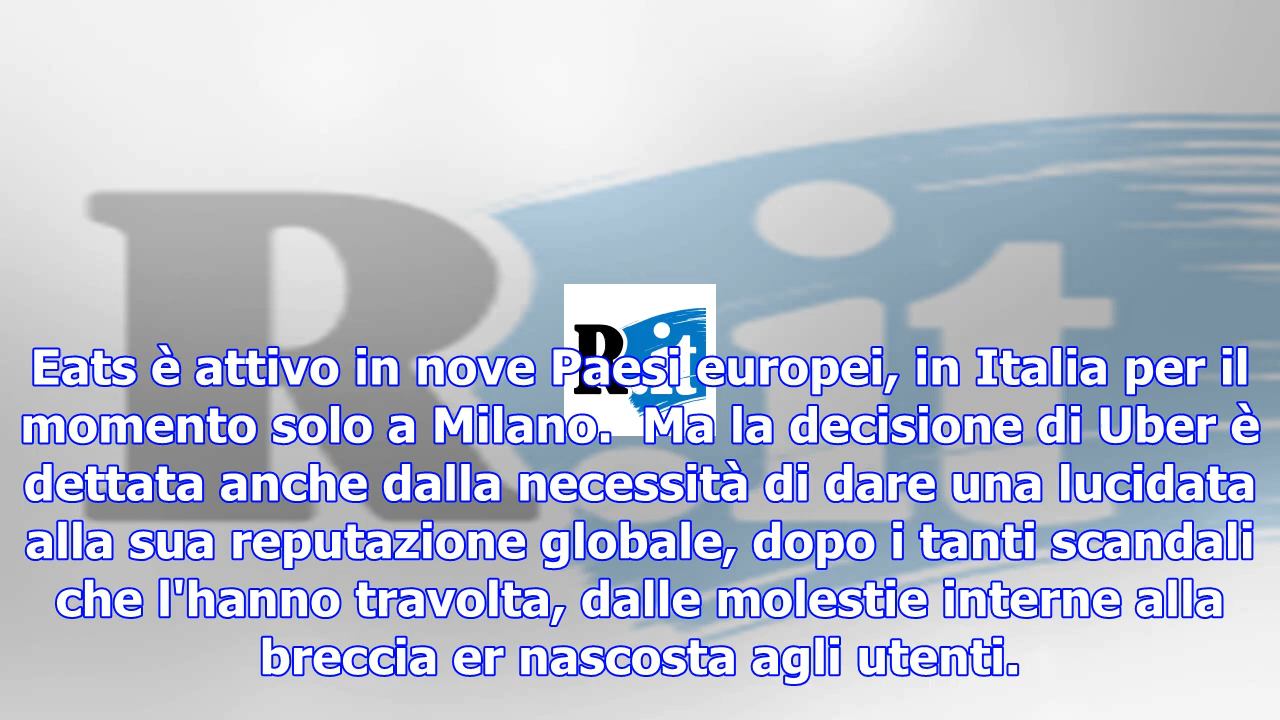 R.it
R.it
Eats è attivo in nove Paesi europei, in Italia per il
momento solo a Milano.  Ma la decisione di Uber è
dettata anche dalla necessità di dare una lucidata
alla sua reputazione globale, dopo i tanti scandali
che l'hanno travolta, dalle molestie interne alla
breccia er nascosta agli utenti.